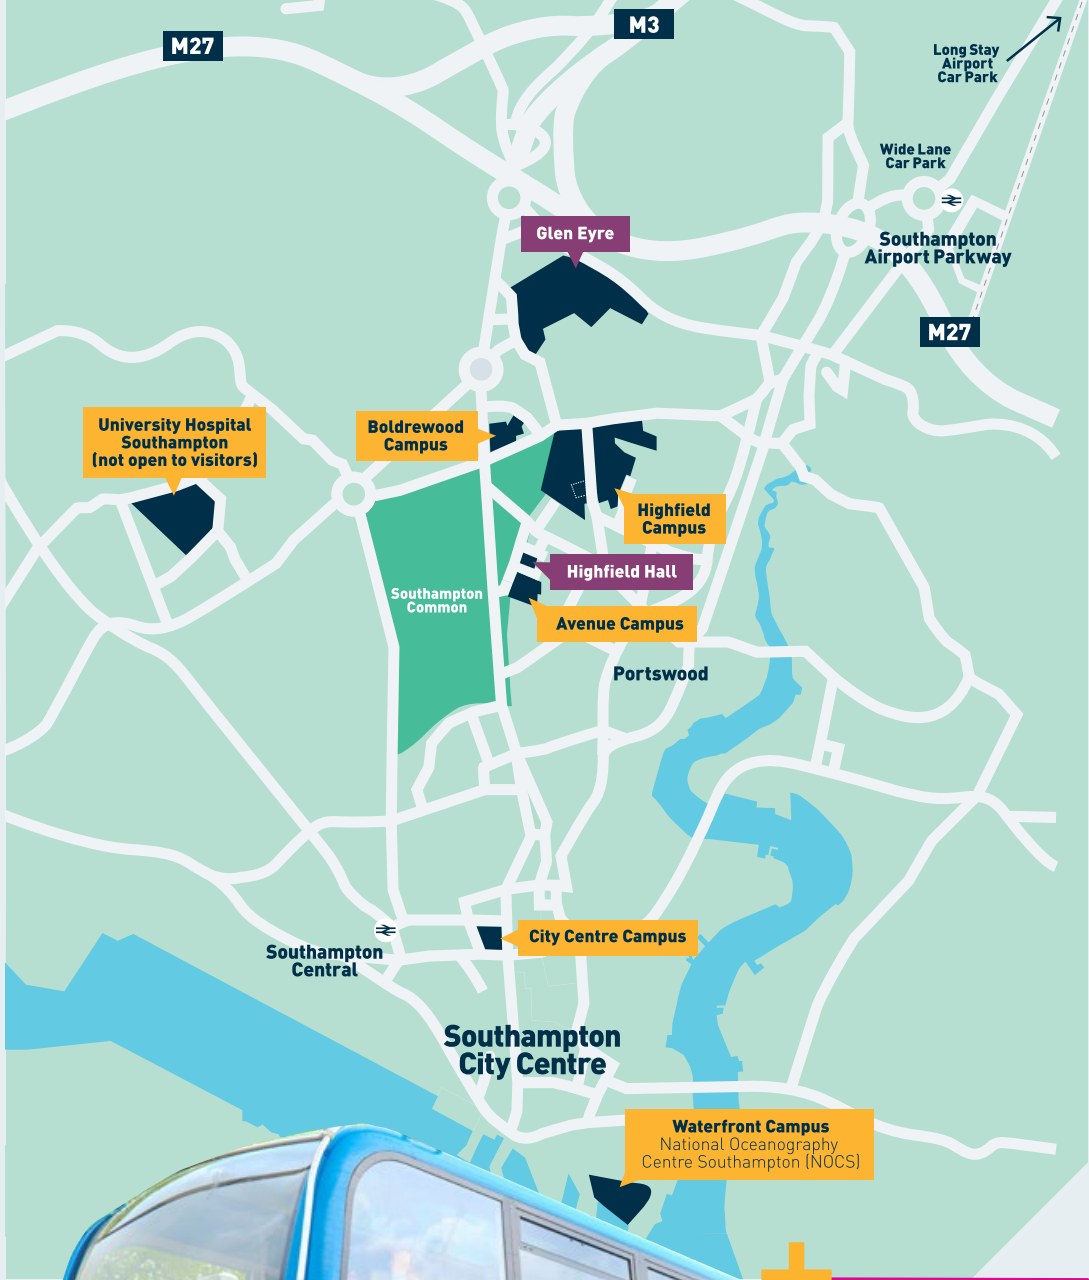 M27
M3
Long Stay
Airport
Car Park
Wide Lane
Car Park
Glen Eyre
Southampton
Airport Parkway
M27
University Hospital
Southampton
(not open to visitors)
Boldrewood
Campus
Highfield
Campus
Highfield Hall
Southampton
Common
Avenue Campus
Portswood
City Centre Campus
Southampton
Central
Southampton
City Centre
Waterfront Campus
National Oceanography
Centre Southampton (NOCS)